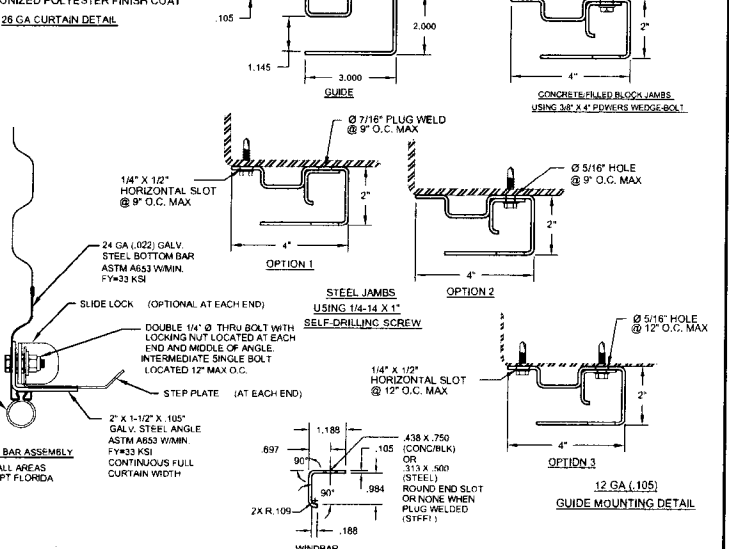 ONIZED POLYESTER FINISH COAT
26 GA CURTAIN DETAIL
.105
1.145
2.000
3.000
GUIDE
2"
4"
CONCRETE/FILLED BLOCK JAMBS
USING 3/8" X 4" POWERS WEDGE-BOLT
Ø 7/16" PLUG WELD
@ 9" O.C. MAX
1/4" X 1/2"
HORIZONTAL SLOT
@ 9" O.C. MAX
2"
4"
OPTION 1
Ø 5/16" HOLE
@ 9" O.C. MAX
2"
4"
OPTION 2
STEEL JAMBS
USING 1/4-14 X 1"
SELF-DRILLING SCREW
24 GA (.022) GALV.
STEEL BOTTOM BAR
ASTM A653 W/MIN.
FY=33 KSI
SLIDE LOCK (OPTIONAL AT EACH END)
DOUBLE 1/4" Ø THRU BOLT WITH
LOCKING NUT LOCATED AT EACH
END AND MIDDLE OF ANGLE.
INTERMEDIATE SINGLE BOLT
LOCATED 12" MAX O.C.
STEP PLATE (AT EACH END)
2" X 1-1/2" X .105"
GALV. STEEL ANGLE
ASTM A653 W/MIN.
FY=33 KSI
CONTINUOUS FULL
CURTAIN WIDTH
BAR ASSEMBLY
ALL AREAS
PT FLORIDA
1/4" X 1/2"
HORIZONTAL SLOT
@ 12" O.C. MAX
Ø 5/16" HOLE
@ 12" O.C. MAX
2"
4"
OPTION 3
12 GA (.105)
GUIDE MOUNTING DETAIL
1.188
.697
90°
.105
.984
90°
2X R.109
.188
.438 X .750
(CONC/BLK)
OR
.313 X .500
(STEEL)
ROUND END SLOT
OR NONE WHEN
PLUG WELDED
(STEEL)
WINDBAR